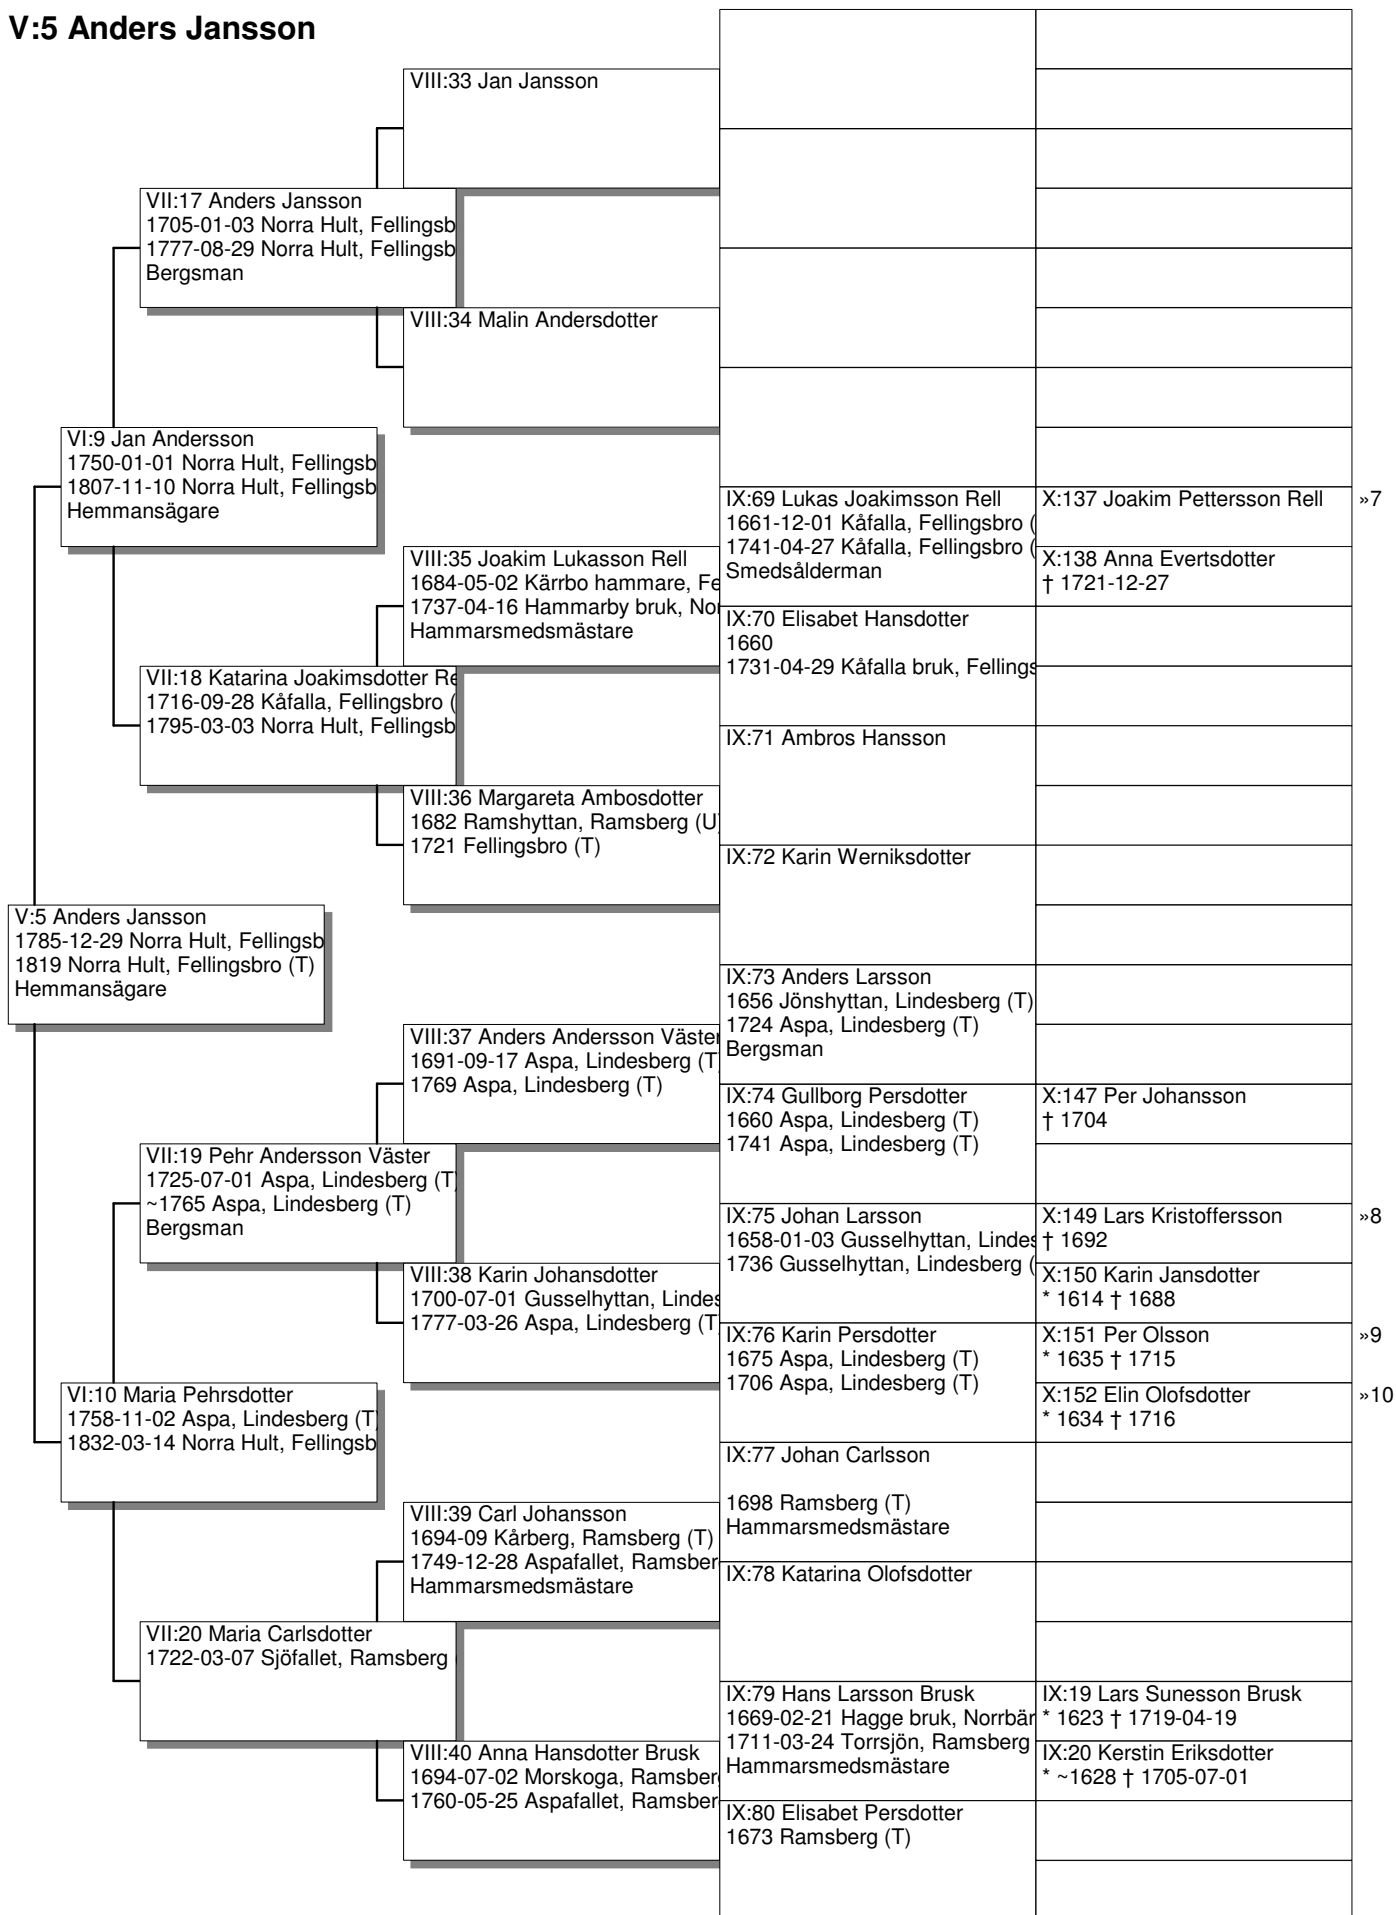 V:5 Anders Jansson
VIII:33 Jan Jansson
VII:17 Anders Jansson
1705-01-03 Norra Hult, Fellingsb
1777-08-29 Norra Hult, Fellingsb
Bergsman
VIII:34 Malin Andersdotter
VI:9 Jan Andersson
1750-01-01 Norra Hult, Fellingsb
1807-11-10 Norra Hult, Fellingsb
Hemmansägare
IX:69 Lukas Joakimsson Rell
1661-12-01 Kåfalla, Fellingsbro (
1741-04-27 Kåfalla, Fellingsbro (
Smedsålderman
X:137 Joakim Pettersson Rell
»7
X:138 Anna Evertsdotter
† 1721-12-27
VIII:35 Joakim Lukasson Rell
1684-05-02 Kärrbo hammare, Fe
1737-04-16 Hammarby bruk, Nor
Hammarsmedsmästare
IX:70 Elisabet Hansdotter
1660
1731-04-29 Kåfalla bruk, Fellings
VII:18 Katarina Joakimsdotter Re
1716-09-28 Kåfalla, Fellingsbro (
1795-03-03 Norra Hult, Fellingsb
IX:71 Ambros Hansson
VIII:36 Margareta Ambosdotter
1682 Ramshyttan, Ramsberg (U)
1721 Fellingsbro (T)
IX:72 Karin Werniksdotter
V:5 Anders Jansson
1785-12-29 Norra Hult, Fellingsb
1819 Norra Hult, Fellingsbro (T)
Hemmansägare
IX:73 Anders Larsson
1656 Jönshyttan, Lindesberg (T)
1724 Aspa, Lindesberg (T)
Bergsman
VIII:37 Anders Andersson Väster
1691-09-17 Aspa, Lindesberg (T)
1769 Aspa, Lindesberg (T)
IX:74 Gullborg Persdotter
1660 Aspa, Lindesberg (T)
1741 Aspa, Lindesberg (T)
X:147 Per Johansson
† 1704
VII:19 Pehr Andersson Väster
1725-07-01 Aspa, Lindesberg (T)
~1765 Aspa, Lindesberg (T)
Bergsman
IX:75 Johan Larsson
1658-01-03 Gusselhyttan, Lindes
1736 Gusselhyttan, Lindesberg (
X:149 Lars Kristoffersson
† 1692
»8
X:150 Karin Jansdotter
* 1614 † 1688
VIII:38 Karin Johansdotter
1700-07-01 Gusselhyttan, Lindes
1777-03-26 Aspa, Lindesberg (T
IX:76 Karin Persdotter
1675 Aspa, Lindesberg (T)
1706 Aspa, Lindesberg (T)
X:151 Per Olsson
* 1635 † 1715
»9
X:152 Elin Olofsdotter
* 1634 † 1716
»10
VI:10 Maria Pehrsdotter
1758-11-02 Aspa, Lindesberg (T)
1832-03-14 Norra Hult, Fellingsb
IX:77 Johan Carlsson
1698 Ramsberg (T)
Hammarsmedsmästare
VIII:39 Carl Johansson
1694-09 Kårberg, Ramsberg (T)
1749-12-28 Aspafallet, Ramsber
Hammarsmedsmästare
IX:78 Katarina Olofsdotter
VII:20 Maria Carlsdotter
1722-03-07 Sjöfallet, Ramsberg
IX:79 Hans Larsson Brusk
1669-02-21 Hagge bruk, Norrbär
1711-03-24 Torrsjön, Ramsberg
Hammarsmedsmästare
IX:19 Lars Sunesson Brusk
* 1623 † 1719-04-19
IX:20 Kerstin Eriksdotter
* ~1628 † 1705-07-01
VIII:40 Anna Hansdotter Brusk
1694-07-02 Morskoga, Ramsberg
1760-05-25 Aspafallet, Ramsber
IX:80 Elisabet Persdotter
1673 Ramsberg (T)